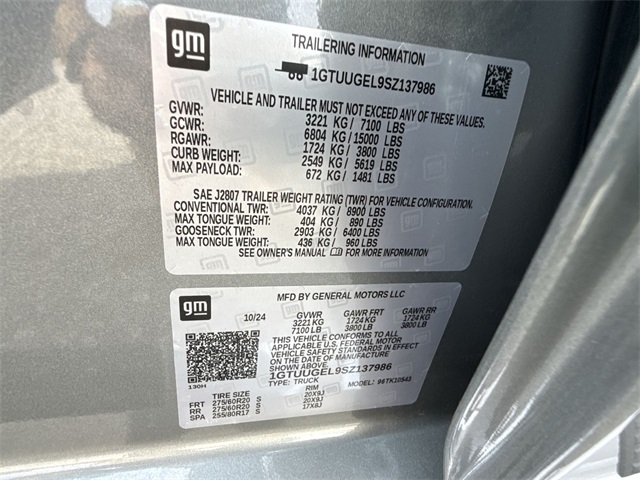 gm
TRAILERING INFORMATION
1GTUUGEL9SZ137986
VEHICLE AND TRAILER MUST NOT EXCEED ANY OF THESE VALUES.
GVWR: 3221 KG / 7100 LBS
GCWR: 6804 KG / 15000 LBS
RGAWR: 1724 KG / 3800 LBS
CURB WEIGHT: 2549 KG / 5619 LBS
MAX PAYLOAD: 672 KG / 1481 LBS
SAE J2807 TRAILER WEIGHT RATING (TWR) FOR VEHICLE CONFIGURATION.
CONVENTIONAL TWR: 4037 KG / 8900 LBS
MAX TONGUE WEIGHT: 404 KG / 890 LBS
GOOSENECK TWR: 2903 KG / 6400 LBS
MAX TONGUE WEIGHT: 436 KG / 960 LBS
SEE OWNER'S MANUAL FOR MORE INFORMATION
gm
MFD BY GENERAL MOTORS LLC
10/24 GVWR GAWR FRT GAWR RR
3221 KG 1724 KG 1724 KG
7100 LB 3800 LB 3800 LB
THIS VEHICLE CONFORMS TO ALL
APPLICABLE U.S. FEDERAL MOTOR
VEHICLE SAFETY STANDARDS IN
EFFECT ON THE DATE OF MANUFACTURE
SHOWN ABOVE.
1GTUUGEL9SZ137986
130H
TYPE: TRUCK MODEL: 96TK10543
TIRE SIZE RIM
FRT 275/60R20 S 20X9J
RR 275/60R20 S 20X9J
SPA 255/80R17 S 17X8J